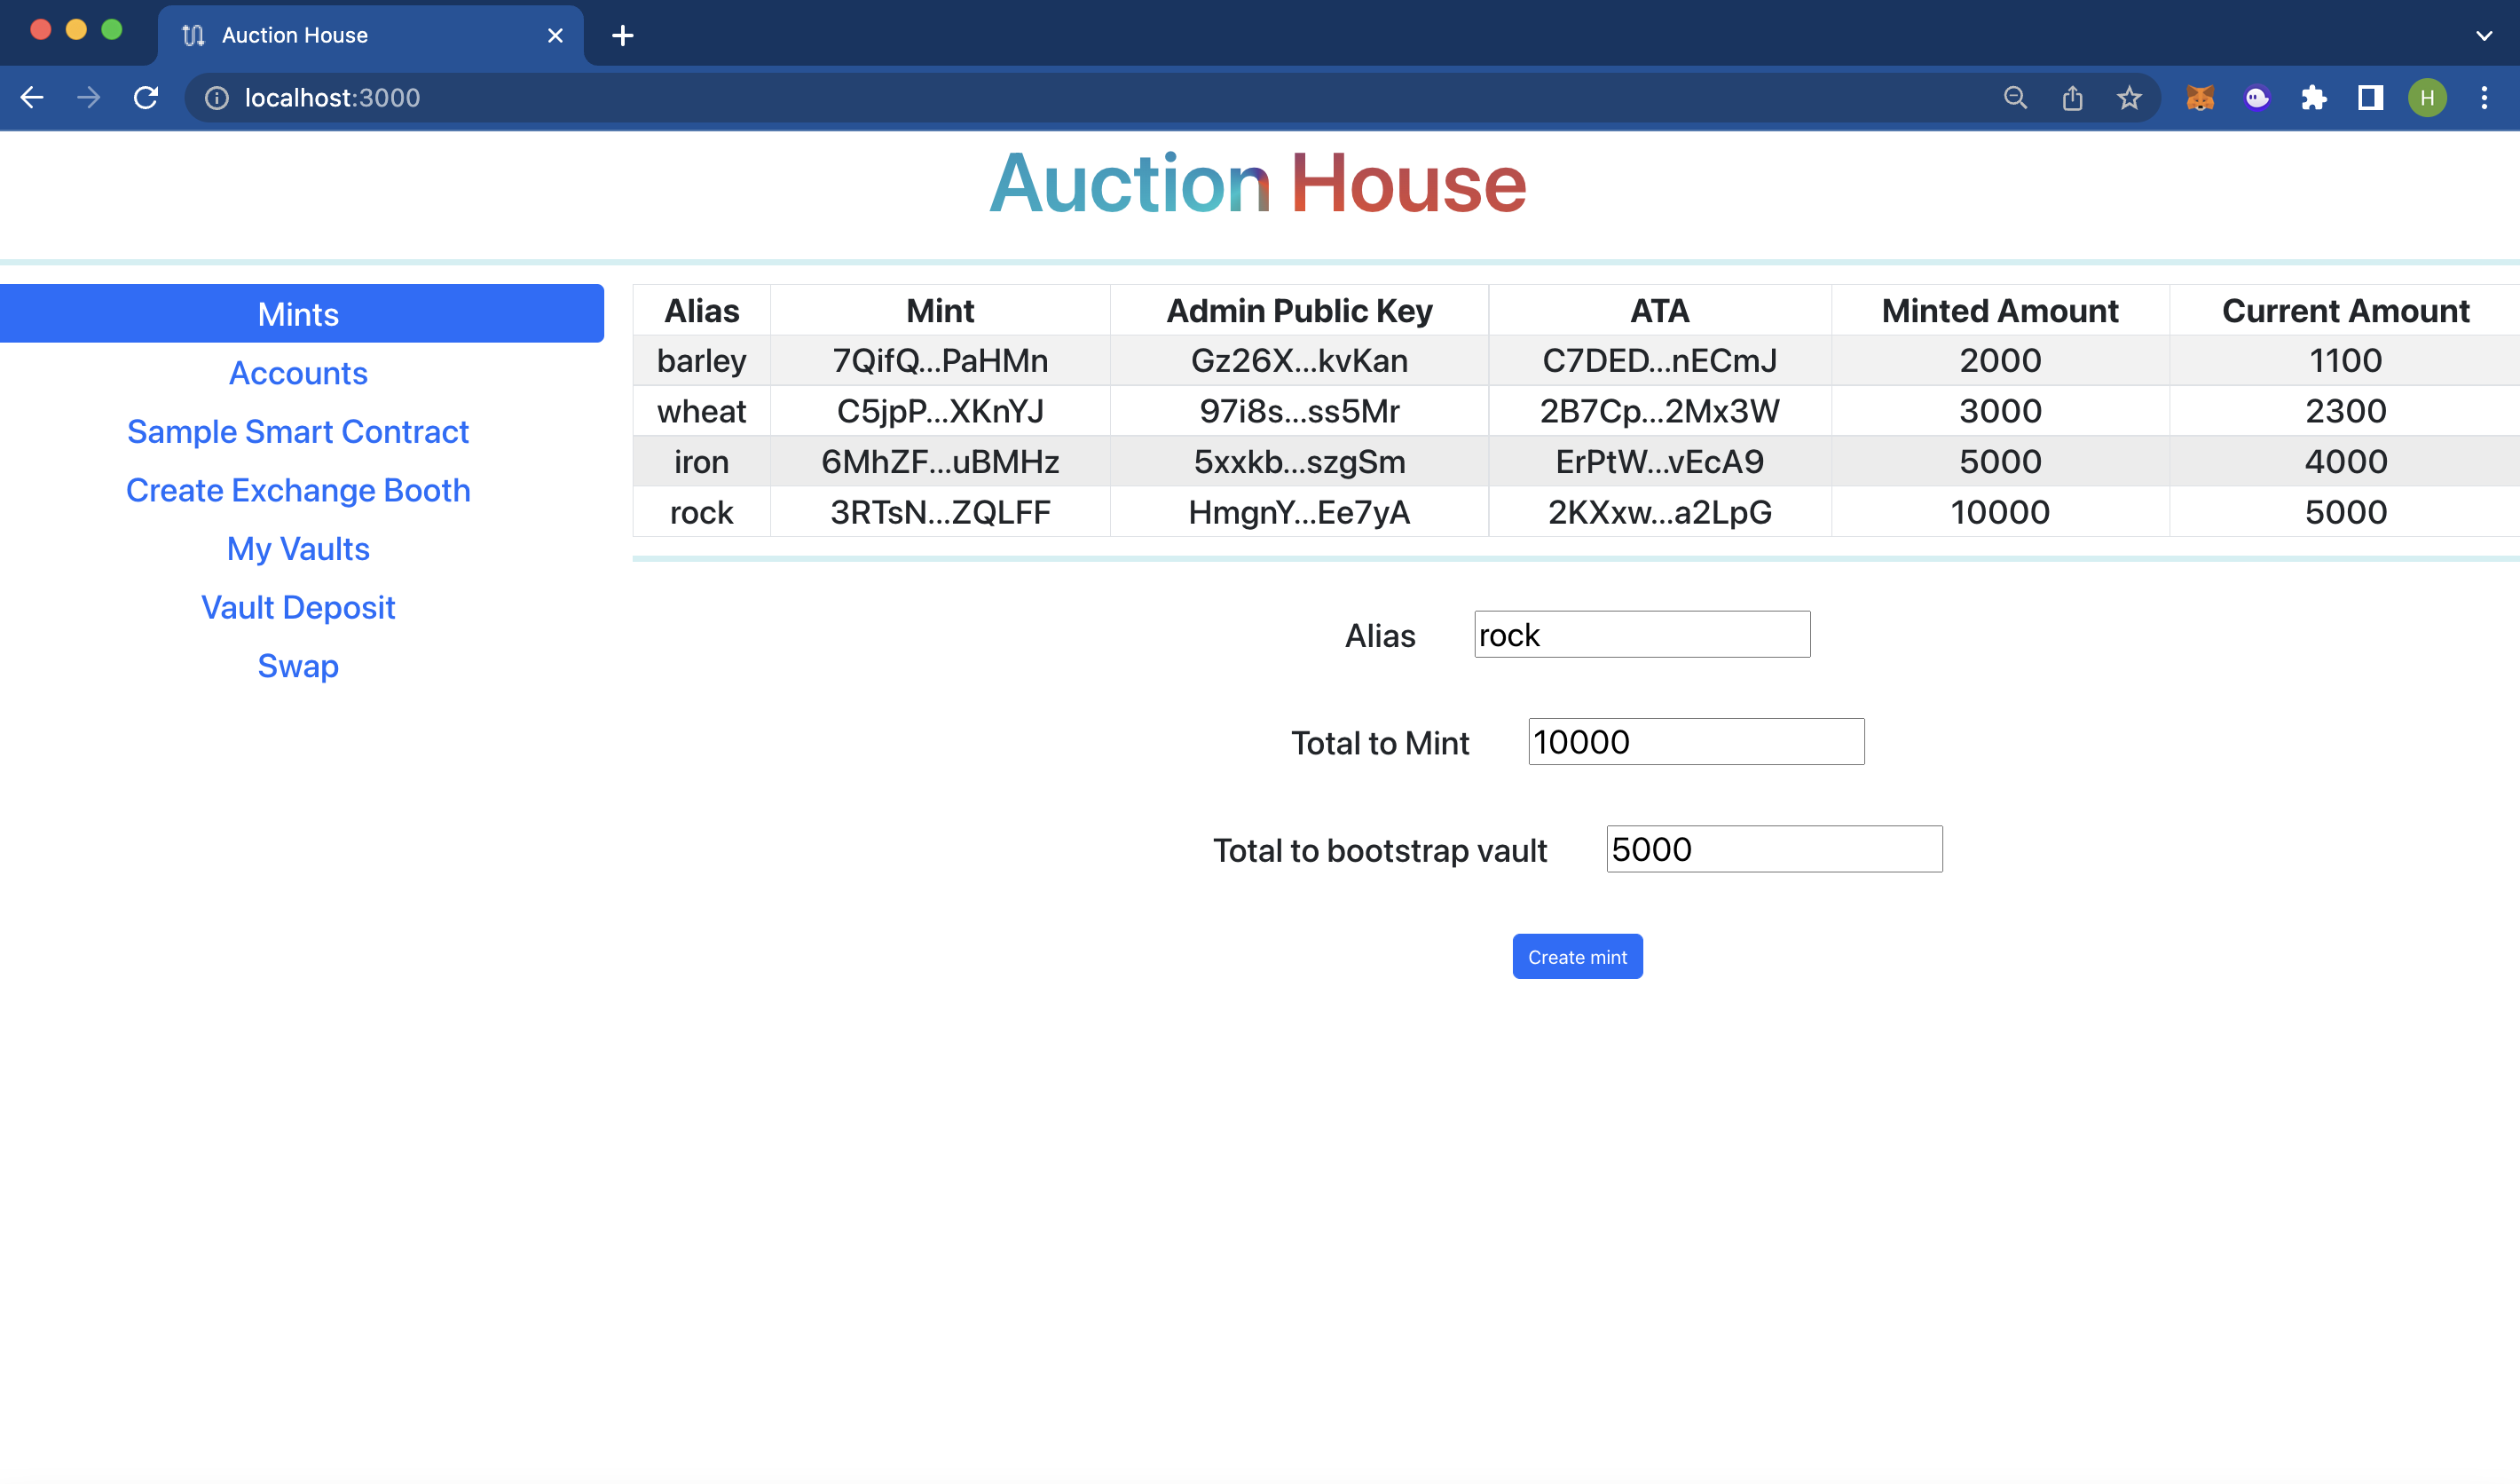 Auction House
localhost:3000
H
Auction House
Mints
Accounts
Sample Smart Contract
Create Exchange Booth
My Vaults
Vault Deposit
Swap
Alias Mint Admin Public Key ATA Minted Amount Current Amount
barley 7QifQ...PaHMn Gz26X...kvKan C7DED...nECmJ 2000 1100
wheat C5jpP...XKnYJ 97i8s...ss5Mr 2B7Cp...2Mx3W 3000 2300
iron 6MhZF...uBMHz 5xxkb...szgSm ErPtW...vEcA9 5000 4000
rock 3RTsN...ZQLFF HmgnY...Ee7yA 2KXxw...a2LpG 10000 5000
Alias rock
Total to Mint 10000
Total to bootstrap vault 5000
Create mint